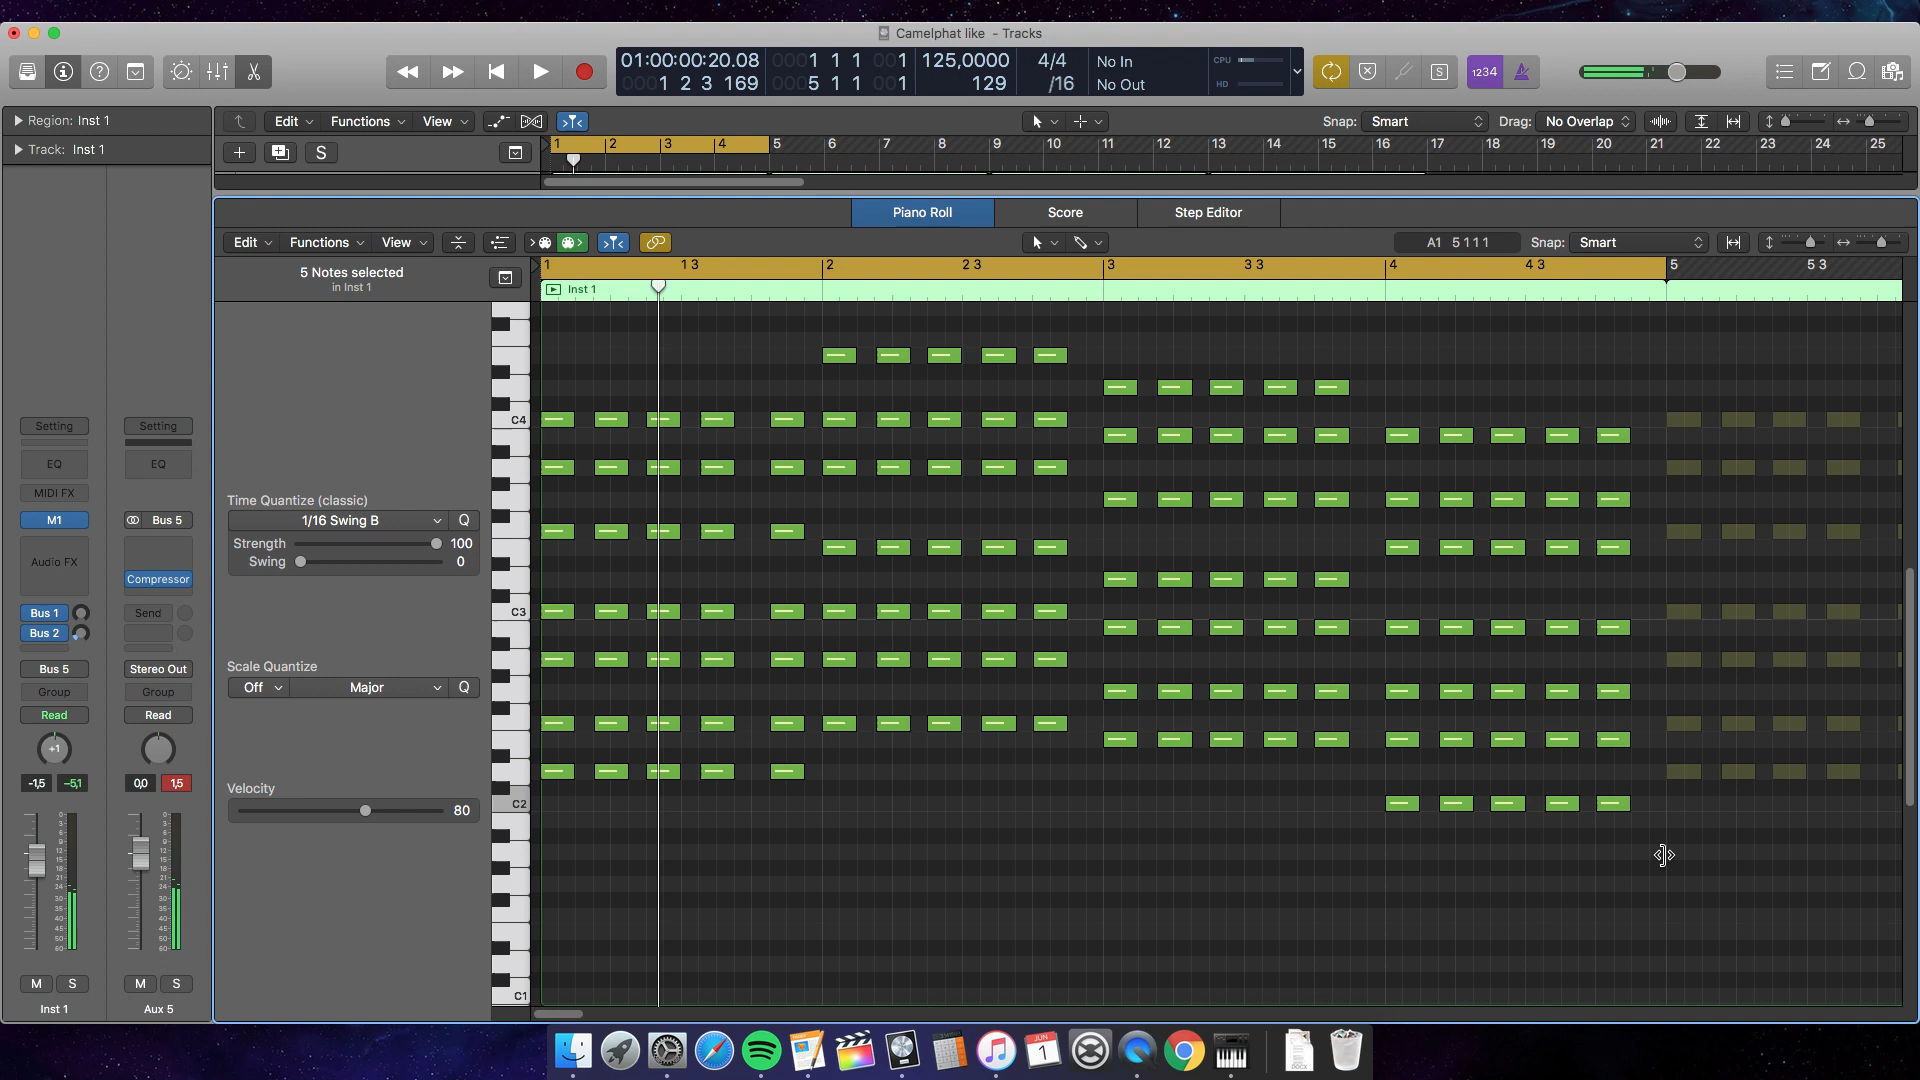 Camelphat like - Tracks
01:00:00:20.08 0001 1 1 001 125,0000 4/4 No In CPU
0001 2 3 169 0005 1 1 001 129 /16 No Out HD
1234
Region: Inst 1
Edit Functions View Snap: Smart Drag: No Overlap
Track: Inst 1
S
1 2 3 4 5 6 7 8 9 10 11 12 13 14 15 16 17 18 19 20 21 22 23 24 25
Piano Roll Score Step Editor
Edit Functions View A1 5 1 1 1 Snap: Smart
5 Notes selected
in Inst 1
1 1 3 2 2 3 3 3 3 4 4 3 5 5 3
Inst 1
C4
C3
C2
C1
Time Quantize (classic)
1/16 Swing B Q
Strength 100
Swing 0
Scale Quantize
Off Major Q
Velocity
80
Setting Setting
EQ EQ
MIDI FX
M1 Bus 5
Audio FX
Compressor
Bus 1 Send
Bus 2
Bus 5 Stereo Out
Group Group
Read Read
+1
-1,5 -5,1 0,0 1,5
M S M S
Inst 1 Aux 5
JUN
1
DOCX